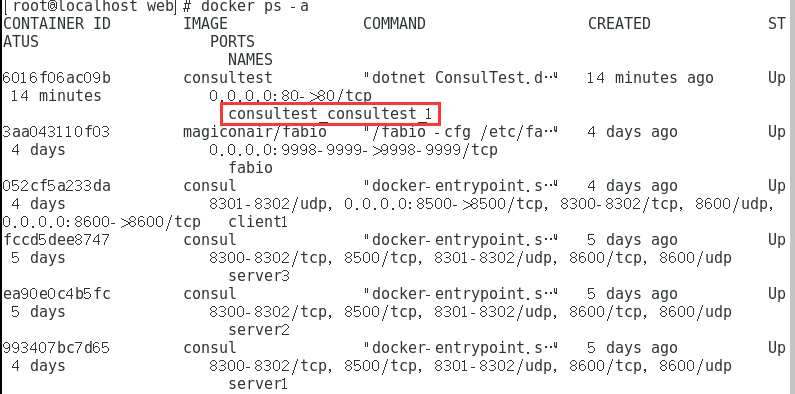 [root@localhost web]# docker ps -a
CONTAINER ID IMAGE COMMAND CREATED ST
ATUS PORTS
NAMES
6016f06ac09b consultest "dotnet ConsulTest.d…" 14 minutes ago Up
14 minutes 0.0.0.0:80->80/tcp
consultest_consultest_1
3aa043110f03 magiconair/fabio "/fabio -cfg /etc/fa…" 4 days ago Up
4 days 0.0.0.0:9998-9999->9998-9999/tcp
fabio
052cf5a233da consul "docker-entrypoint.s…" 4 days ago Up
4 days 8301-8302/udp, 0.0.0.0:8500->8500/tcp, 8300-8302/tcp, 8600/udp,
0.0.0.0:8600->8600/tcp client1
fccd5dee8747 consul "docker-entrypoint.s…" 5 days ago Up
5 days 8300-8302/tcp, 8500/tcp, 8301-8302/udp, 8600/tcp, 8600/udp
server3
ea90e0c4b5fc consul "docker-entrypoint.s…" 5 days ago Up
5 days 8300-8302/tcp, 8500/tcp, 8301-8302/udp, 8600/tcp, 8600/udp
server2
993407bc7d65 consul "docker-entrypoint.s…" 5 days ago Up
4 days 8300-8302/tcp, 8500/tcp, 8301-8302/udp, 8600/tcp, 8600/udp
server1